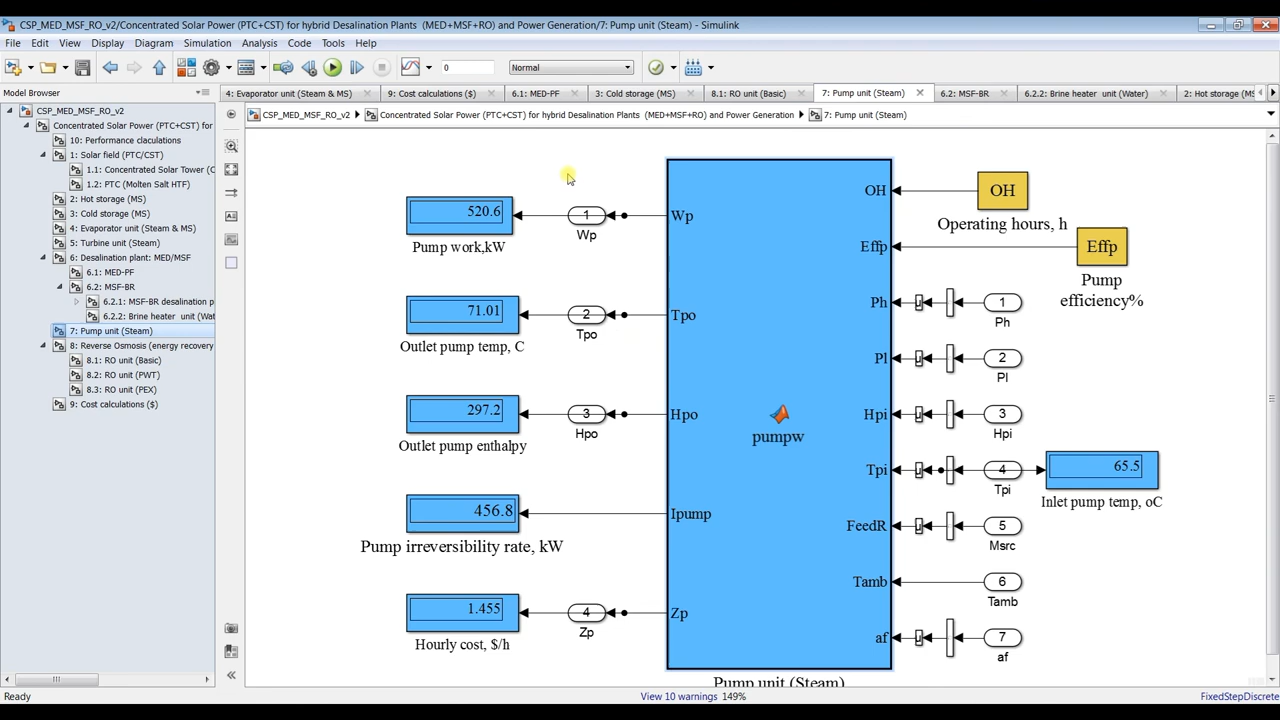 CSP_MED_MSF_RO_v2/Concentrated Solar Power (PTC+CST) for hybrid Desalination Plants (MED+MSF+RO) and Power Generation/7: Pump unit (Steam) - Simulink
File Edit View Display Diagram Simulation Analysis Code Tools Help
0
Normal
Model Browser
4: Evaporator unit (Steam & MS)
9: Cost calculations ($)
6.1: MED-PF
3: Cold storage (MS)
8.1: RO unit (Basic)
7: Pump unit (Steam)
6.2: MSF-BR
6.2.2: Brine heater unit (Water)
2: Hot storage (MS
CSP_MED_MSF_RO_v2
Concentrated Solar Power (PTC+CST) for hybrid Desalination Plants (MED+MSF+RO) and Power Generation
7: Pump unit (Steam)
CSP_MED_MSF_RO_v2
Concentrated Solar Power (PTC+CST) for
10: Performance claculations
1: Solar field (PTC/CST)
1.1: Concentrated Solar Tower (C
1.2: PTC (Molten Salt HTF)
2: Hot storage (MS)
3: Cold storage (MS)
4: Evaporator unit (Steam & MS)
5: Turbine unit (Steam)
6: Desalination plant: MED/MSF
6.1: MED-PF
6.2: MSF-BR
6.2.1: MSF-BR desalination p
6.2.2: Brine heater unit (Wat
7: Pump unit (Steam)
8: Reverse Osmosis (energy recovery
8.1: RO unit (Basic)
8.2: RO unit (PWT)
8.3: RO unit (PEX)
9: Cost calculations ($)
520.6
Pump work,kW
1
Wp
Wp
71.01
Outlet pump temp, C
2
Tpo
Tpo
297.2
Outlet pump enthalpy
3
Hpo
Hpo
456.8
Pump irreversibility rate, kW
Ipump
1.455
Hourly cost, $/h
4
Zp
Zp
pumpw
Pump unit (Steam)
OH
OH
Operating hours, h
Effp
Effp
Pump
efficiency%
Ph
1
Ph
Pl
2
Pl
Hpi
3
Hpi
Tpi
4
Tpi
65.5
Inlet pump temp, oC
FeedR
5
Msrc
Tamb
6
Tamb
af
7
af
Ready
View 10 warnings
149%
FixedStepDiscrete